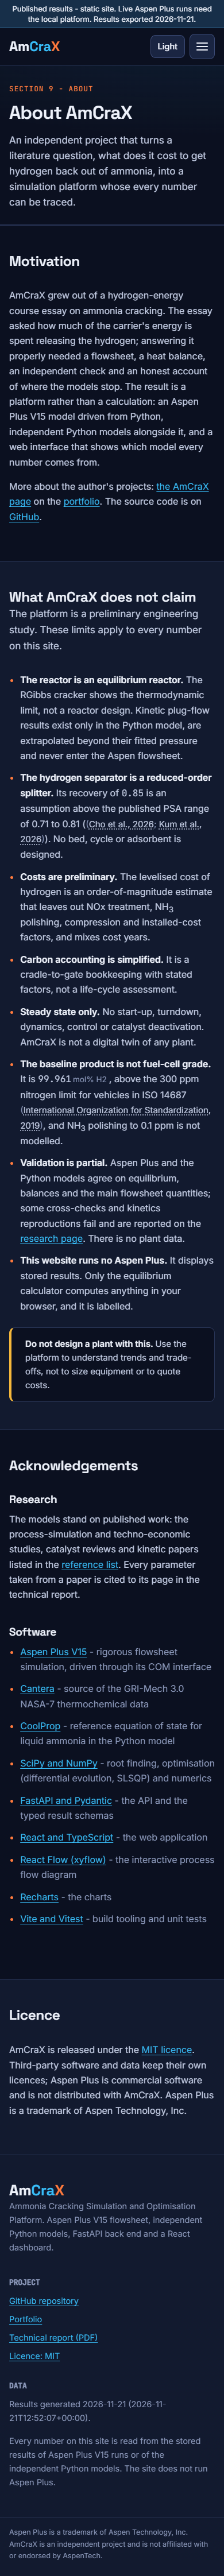 Published results - static site. Live Aspen Plus runs need
the local platform. Results exported 2026-11-21.
AmCraX
Light
SECTION 9 - ABOUT
About AmCraX
An independent project that turns a
literature question, what does it cost to get
hydrogen back out of ammonia, into a
simulation platform whose every number
can be traced.
Motivation
AmCraX grew out of a hydrogen-energy
course essay on ammonia cracking. The essay
asked how much of the carrier's energy is
spent releasing the hydrogen; answering it
properly needed a flowsheet, a heat balance,
an independent check and an honest account
of where the models stop. The result is a
platform rather than a calculation: an Aspen
Plus V15 model driven from Python,
independent Python models alongside it, and a
web interface that shows which model every
number comes from.
More about the author's projects: the AmCraX
page on the portfolio. The source code is on
GitHub.
What AmCraX does not claim
The platform is a preliminary engineering
study. These limits apply to every number
on this site.
• The reactor is an equilibrium reactor. The
RGibbs cracker shows the thermodynamic
limit, not a reactor design. Kinetic plug-flow
results exist only in the Python model, are
extrapolated beyond their fitted pressure
and never enter the Aspen flowsheet.
• The hydrogen separator is a reduced-order
splitter. Its recovery of 0.85 is an
assumption above the published PSA range
of 0.71 to 0.81 ((Cho et al., 2026; Kum et al.,
2026)). No bed, cycle or adsorbent is
designed.
• Costs are preliminary. The levelised cost of
hydrogen is an order-of-magnitude estimate
that leaves out NOx treatment, NH3
polishing, compression and installed-cost
factors, and mixes cost years.
• Carbon accounting is simplified. It is a
cradle-to-gate bookkeeping with stated
factors, not a life-cycle assessment.
• Steady state only. No start-up, turndown,
dynamics, control or catalyst deactivation.
AmCraX is not a digital twin of any plant.
• The baseline product is not fuel-cell grade.
It is 99.961 mol% H2 , above the 300 ppm
nitrogen limit for vehicles in ISO 14687
(International Organization for Standardization,
2019), and NH3 polishing to 0.1 ppm is not
modelled.
• Validation is partial. Aspen Plus and the
Python models agree on equilibrium,
balances and the main flowsheet quantities;
some cross-checks and kinetics
reproductions fail and are reported on the
research page. There is no plant data.
• This website runs no Aspen Plus. It displays
stored results. Only the equilibrium
calculator computes anything in your
browser, and it is labelled.
Do not design a plant with this. Use the
platform to understand trends and trade-
offs, not to size equipment or to quote
costs.
Acknowledgements
Research
The models stand on published work: the
process-simulation and techno-economic
studies, catalyst reviews and kinetic papers
listed in the reference list. Every parameter
taken from a paper is cited to its page in the
technical report.
Software
• Aspen Plus V15 - rigorous flowsheet
simulation, driven through its COM interface
• Cantera - source of the GRI-Mech 3.0
NASA-7 thermochemical data
• CoolProp - reference equation of state for
liquid ammonia in the Python model
• SciPy and NumPy - root finding, optimisation
(differential evolution, SLSQP) and numerics
• FastAPI and Pydantic - the API and the
typed result schemas
• React and TypeScript - the web application
• React Flow (xyflow) - the interactive process
flow diagram
• Recharts - the charts
• Vite and Vitest - build tooling and unit tests
Licence
AmCraX is released under the MIT licence.
Third-party software and data keep their own
licences; Aspen Plus is commercial software
and is not distributed with AmCraX. Aspen Plus
is a trademark of Aspen Technology, Inc.
AmCraX
Ammonia Cracking Simulation and Optimisation
Platform. Aspen Plus V15 flowsheet, independent
Python models, FastAPI back end and a React
dashboard.
PROJECT
GitHub repository
Portfolio
Technical report (PDF)
Licence: MIT
DATA
Results generated 2026-11-21 (2026-11-
21T12:52:07+00:00).
Every number on this site is read from the stored
results of Aspen Plus V15 runs or of the
independent Python models. The site does not run
Aspen Plus.
Aspen Plus is a trademark of Aspen Technology, Inc.
AmCraX is an independent project and is not affiliated with
or endorsed by AspenTech.